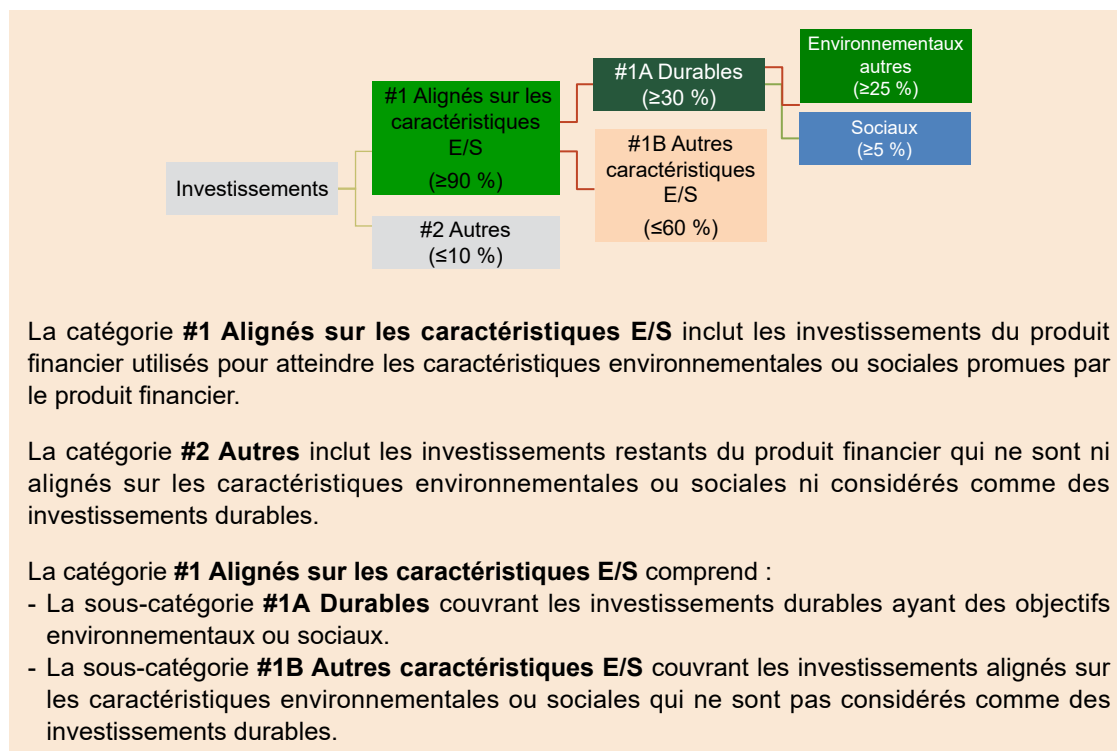 Investissements
#1 Alignés sur les
caractéristiques
E/S
(≥90 %)
#2 Autres
(≤10 %)
#1A Durables
(≥30 %)
#1B Autres
caractéristiques
E/S
(≤60 %)
Environnementaux
autres
(≥25 %)
Sociaux
(≥5 %)
La catégorie #1 Alignés sur les caractéristiques E/S inclut les investissements du produit
financier utilisés pour atteindre les caractéristiques environnementales ou sociales promues par
le produit financier.
La catégorie #2 Autres inclut les investissements restants du produit financier qui ne sont ni
alignés sur les caractéristiques environnementales ou sociales ni considérés comme des
investissements durables.
La catégorie #1 Alignés sur les caractéristiques E/S comprend :
- La sous-catégorie #1A Durables couvrant les investissements durables ayant des objectifs
environnementaux ou sociaux.
- La sous-catégorie #1B Autres caractéristiques E/S couvrant les investissements alignés sur
les caractéristiques environnementales ou sociales qui ne sont pas considérés comme des
investissements durables.